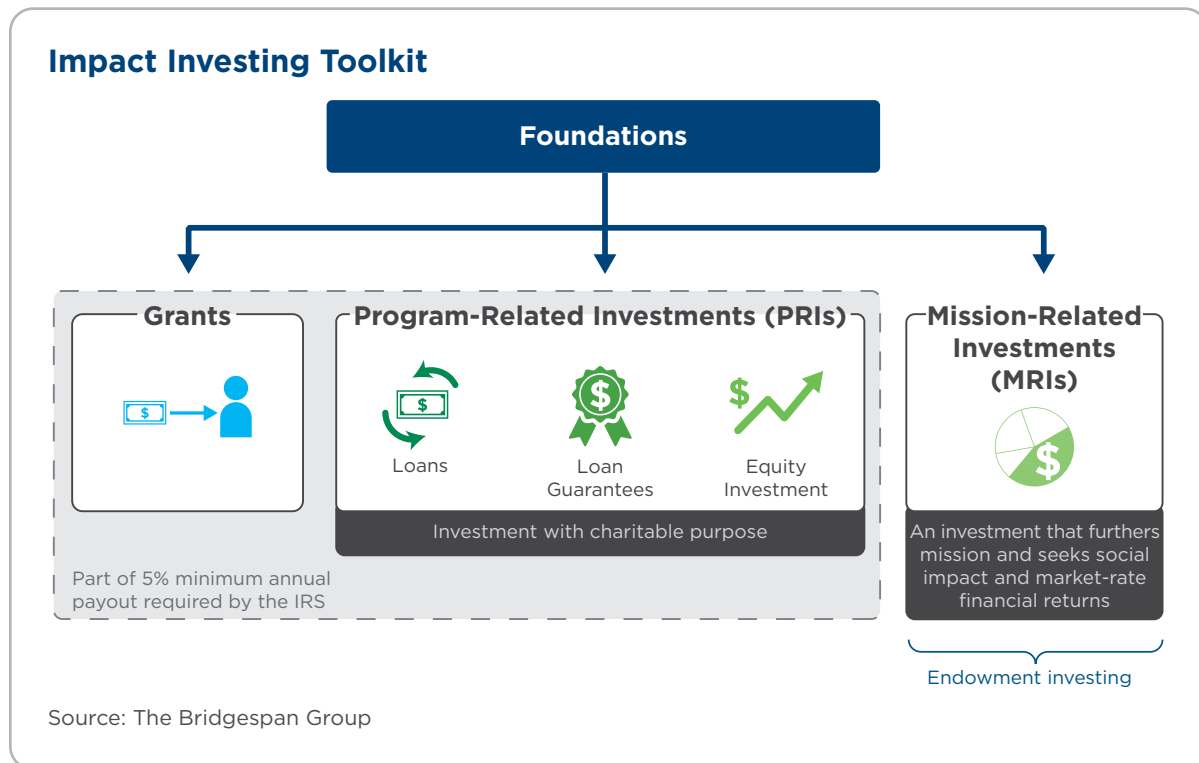 Impact Investing Toolkit
Foundations
Grants
$
Part of 5% minimum annual
payout required by the IRS
Program-Related Investments (PRIs)
$
Loans
$
Loan
Guarantees
$
Equity
Investment
Investment with charitable purpose
Mission-Related
Investments
(MRIs)
$
An investment that furthers
mission and seeks social
impact and market-rate
financial returns
Endowment investing
Source: The Bridgespan Group